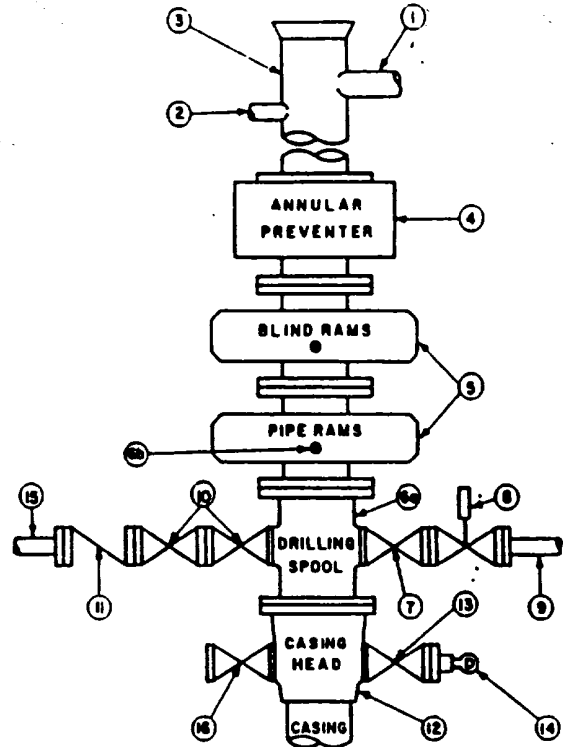 1
3
2
ANNULAR
PREVENTER
4
BLIND RAMS
5
PIPE RAMS
6b
15
10
6a
8
DRILLING
SPOOL
11
7
9
13
CASING
HEAD
16
12
14
CASING